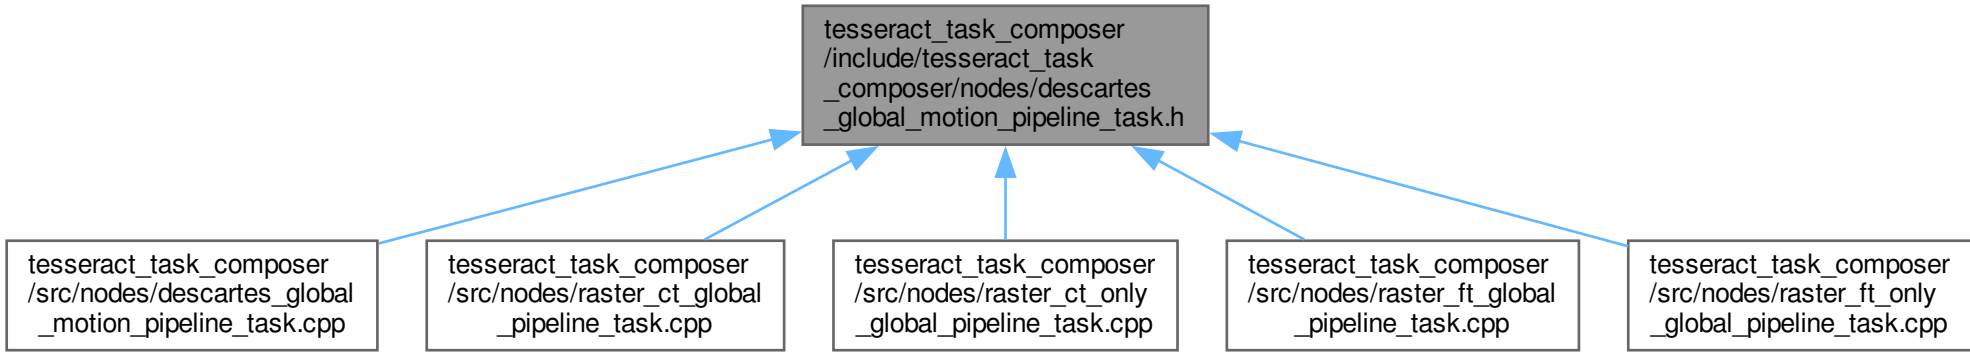 tesseract_task_composer
/include/tesseract_task
_composer/nodes/descartes
_global_motion_pipeline_task.h
tesseract_task_composer
/src/nodes/descartes_global
_motion_pipeline_task.cpp
tesseract_task_composer
/src/nodes/raster_ct_global
_pipeline_task.cpp
tesseract_task_composer
/src/nodes/raster_ct_only
_global_pipeline_task.cpp
tesseract_task_composer
/src/nodes/raster_ft_global
_pipeline_task.cpp
tesseract_task_composer
/src/nodes/raster_ft_only
_global_pipeline_task.cpp